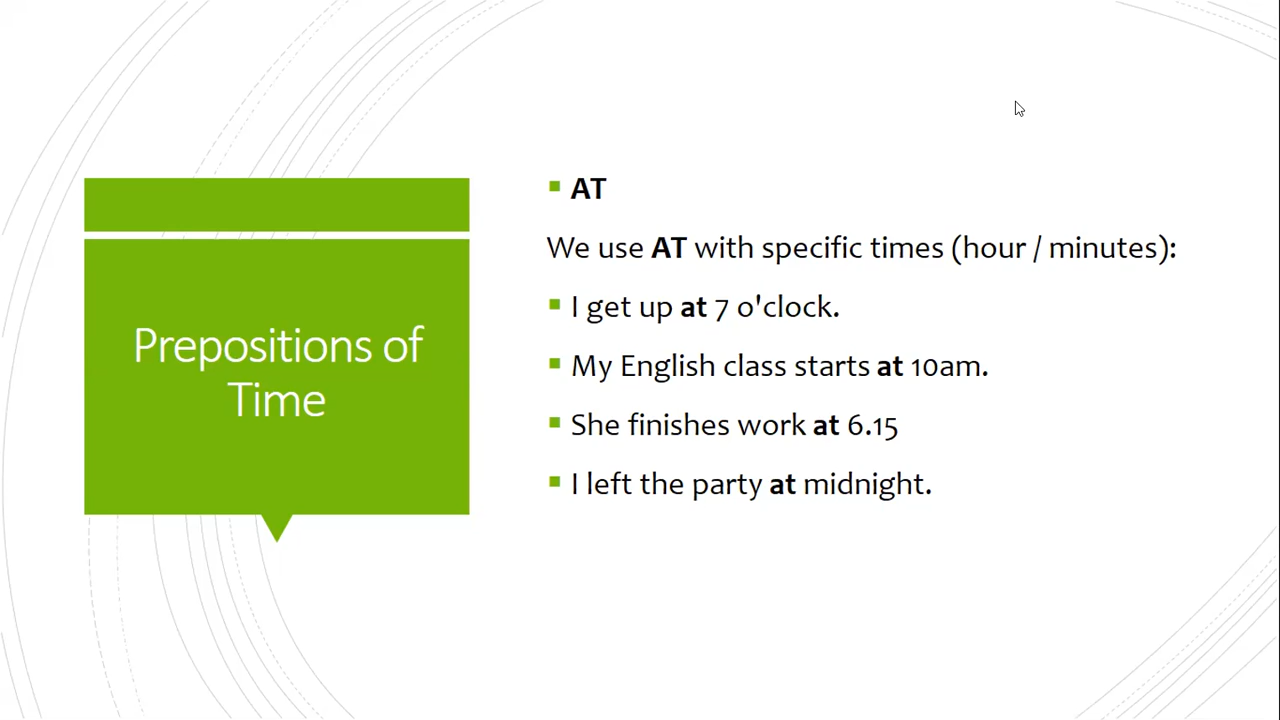 Prepositions of
Time
AT
We use AT with specific times (hour / minutes):
I get up at 7 o'clock.
My English class starts at 10am.
She finishes work at 6.15
I left the party at midnight.